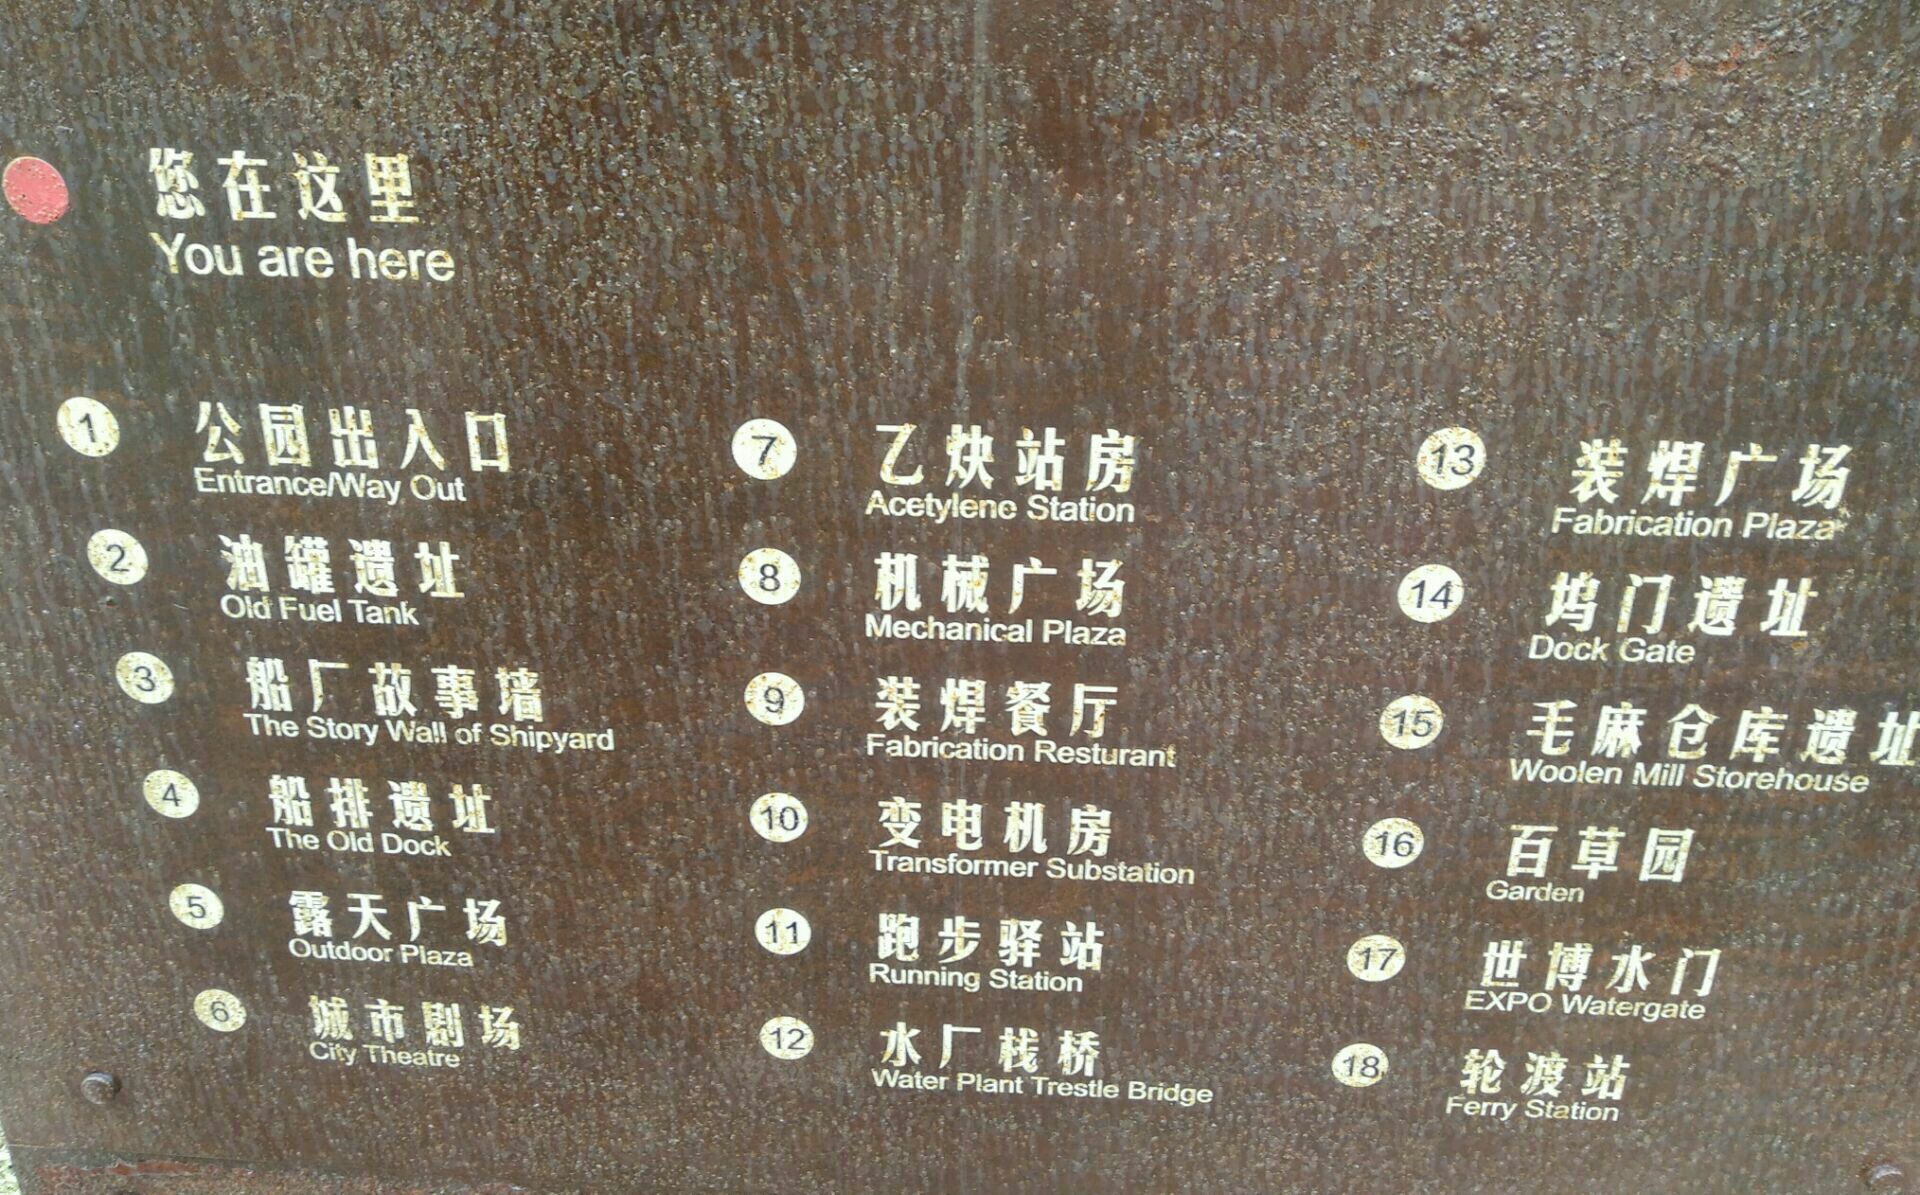 您在这里
You are here
1 公园出入口
Entrance/Way Out
2 油罐遗址
Old Fuel Tank
3 船厂故事墙
The Story Wall of Shipyard
4 船排遗址
The Old Dock
5 露天广场
Outdoor Plaza
6 城市剧场
City Theatre
7 乙炔站房
Acetylene Station
8 机械广场
Mechanical Plaza
9 装焊餐厅
Fabrication Resturant
10 变电机房
Transformer Substation
11 跑步驿站
Running Station
12 水厂栈桥
Water Plant Trestle Bridge
13 装焊广场
Fabrication Plaza
14 坞门遗址
Dock Gate
15 毛麻仓库遗址
Woolen Mill Storehouse
16 百草园
Garden
17 世博水门
EXPO Watergate
18 轮渡站
Ferry Station